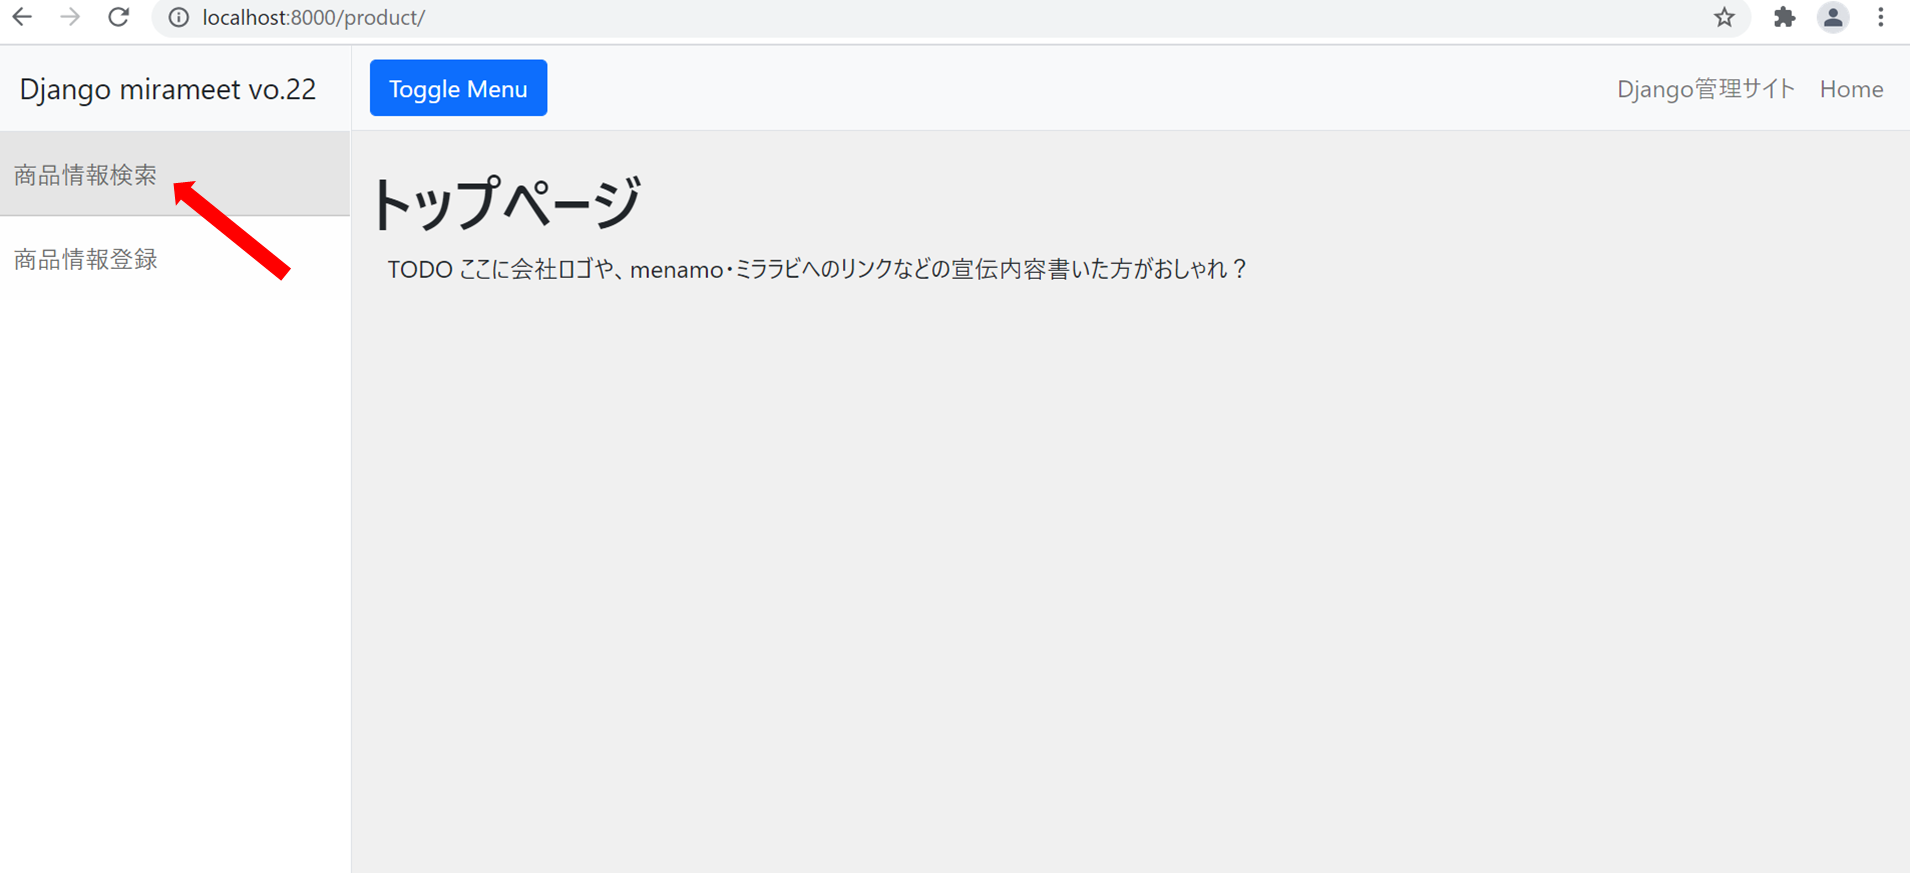 localhost:8000/product/
Django mirameet vo.22
Toggle Menu
Django管理サイト
Home
商品情報検索
商品情報登録
トップページ
TODO ここに会社ロゴや、menamo・ミララビへのリンクなどの宣伝内容書いた方がおしゃれ？